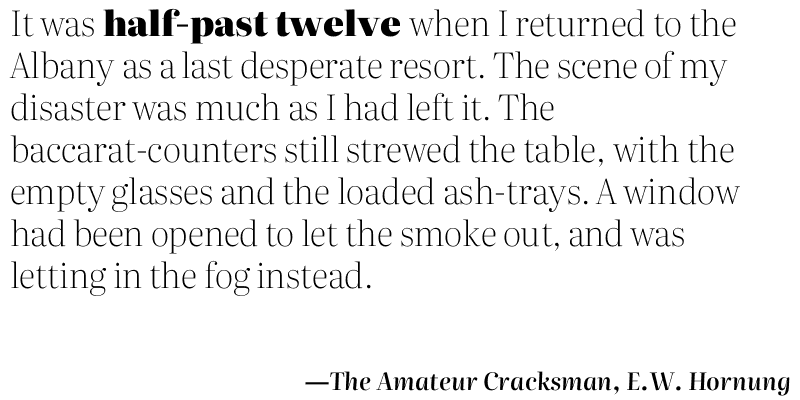 It was half-past twelve when I returned to the
Albany as a last desperate resort. The scene of my
disaster was much as I had left it. The
baccarat-counters still strewed the table, with the
empty glasses and the loaded ash-trays. A window
had been opened to let the smoke out, and was
letting in the fog instead.
—The Amateur Cracksman, E.W. Hornung